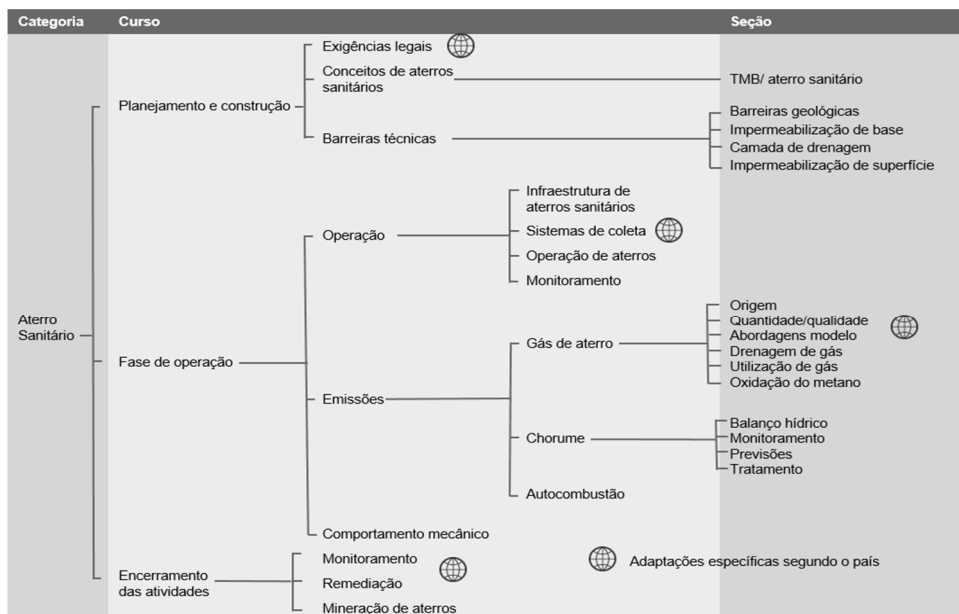 Categoria
Curso
Seção
Exigências legais
Conceitos de aterros
sanitários
TMB/ aterro sanitário
Planejamento e construção
Barreiras técnicas
Barreiras geológicas
Impermeabilização de base
Camada de drenagem
Impermeabilização de superfície
Infraestrutura de
aterros sanitários
Operação
Sistemas de coleta
Operação de aterros
Monitoramento
Aterro
Sanitário
Fase de operação
Emissões
Gás de aterro
Origem
Quantidade/qualidade
Abordagens modelo
Drenagem de gás
Utilização de gás
Oxidação do metano
Chorume
Balanço hídrico
Monitoramento
Previsões
Tratamento
Autocombustão
Comportamento mecânico
Encerramento
das atividades
Monitoramento
Remediação
Mineração de aterros
Adaptações específicas segundo o país